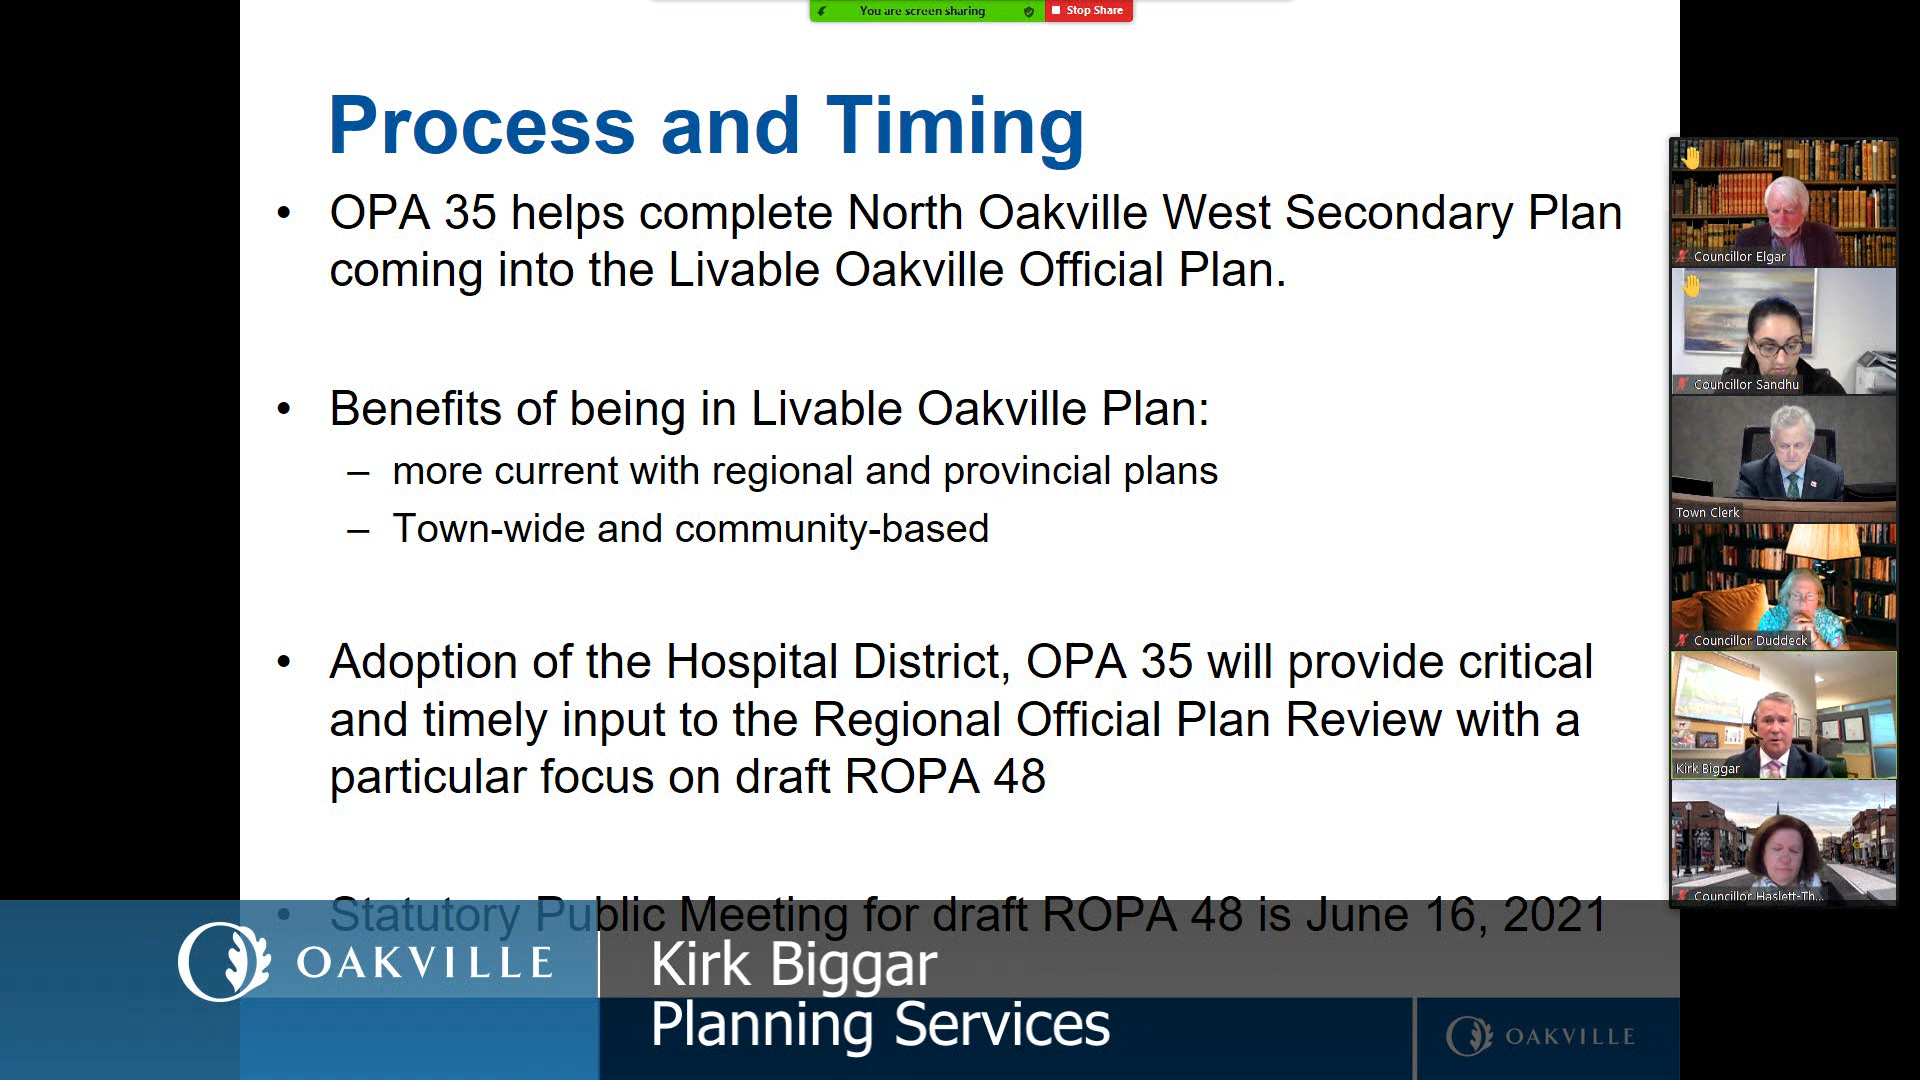 You are screen sharing
Stop Share
Process and Timing
• OPA 35 helps complete North Oakville West Secondary Plan
coming into the Livable Oakville Official Plan.
• Benefits of being in Livable Oakville Plan:
– more current with regional and provincial plans
– Town-wide and community-based
• Adoption of the Hospital District, OPA 35 will provide critical
and timely input to the Regional Official Plan Review with a
particular focus on draft ROPA 48
• Statutory Public Meeting for draft ROPA 48 is June 16, 2021
OAKVILLE
Kirk Biggar
Planning Services
OAKVILLE
Councillor Elgar
Councillor Sandhu
Town Clerk
Councillor Duddeck
Kirk Biggar
Councillor Haslett-Th...